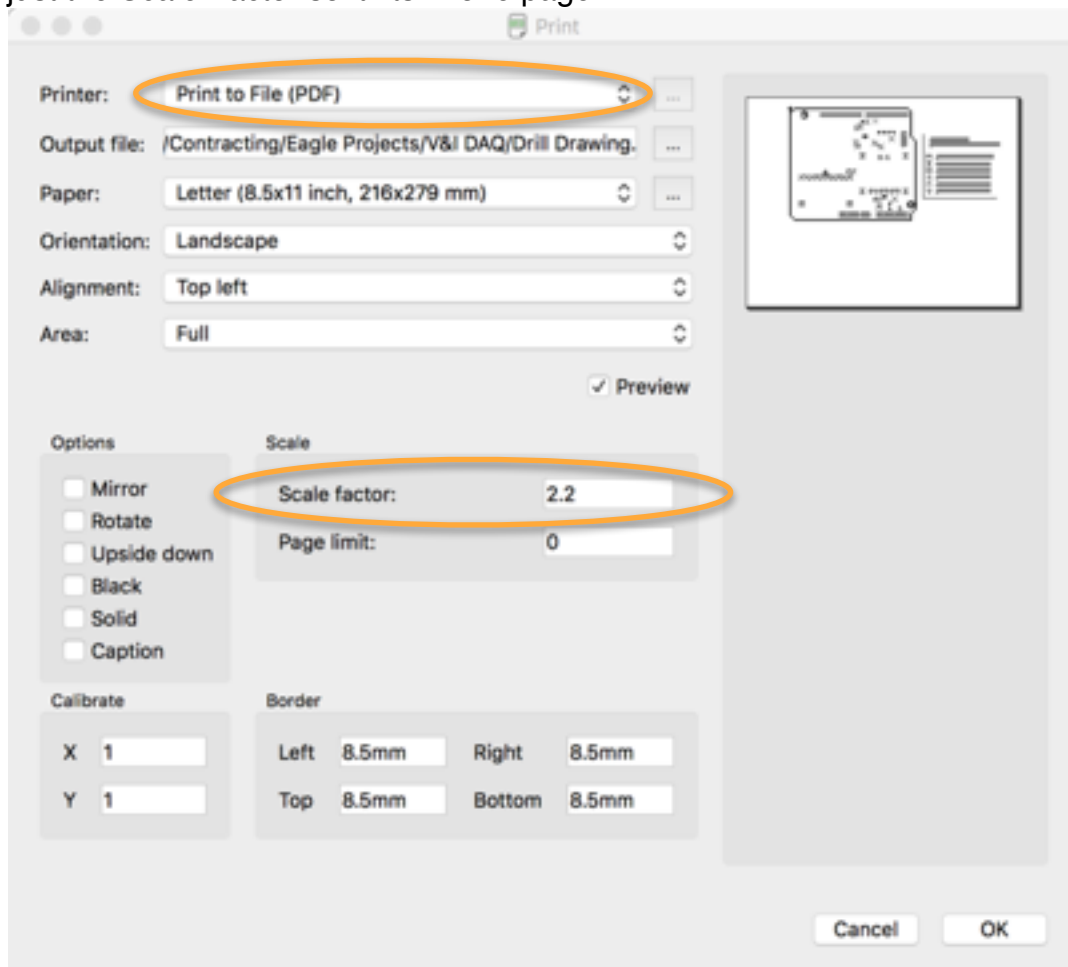 Print
Printer: Print to File (PDF) ...
Output file: /Contracting/Eagle Projects/V&I DAQ/Drill Drawing. ...
Paper: Letter (8.5x11 inch, 216x279 mm) ...
Orientation: Landscape
Alignment: Top left
Area: Full
Preview
Options Scale
Mirror Scale factor: 2.2
Rotate
Upside down Page limit: 0
Black
Solid
Caption
Calibrate Border
X 1 Left 8.5mm Right 8.5mm
Y 1 Top 8.5mm Bottom 8.5mm
Cancel OK